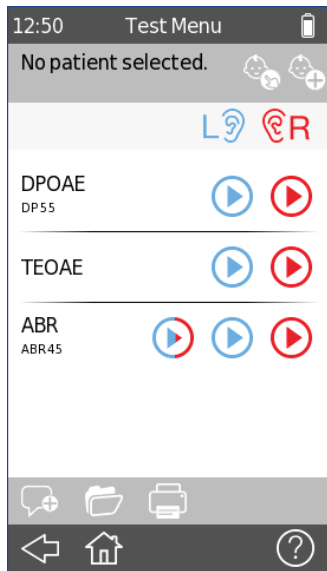 12:50 Test Menu
No patient selected.
L R
DPOAE
DP55
TEOAE
ABR
ABR45
?